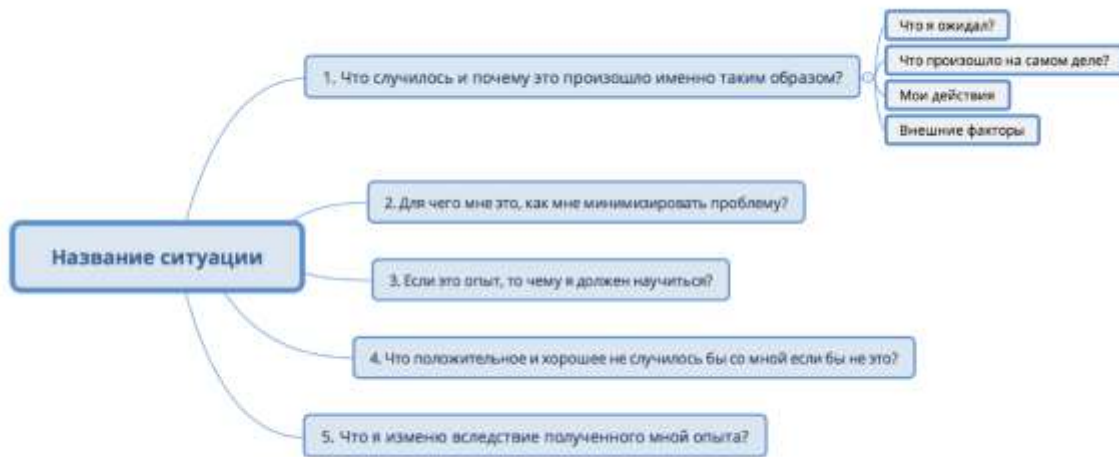 Название ситуации
1. Что случилось и почему это произошло именно таким образом?
Что я ожидал?
Что произошло на самом деле?
Мои действия
Внешние факторы
2. Для чего мне это, как мне минимизировать проблему?
3. Если это опыт, то чему я должен научиться?
4. Что положительное и хорошее не случилось бы со мной если бы не это?
5. Что я изменю вследствие полученного мной опыта?